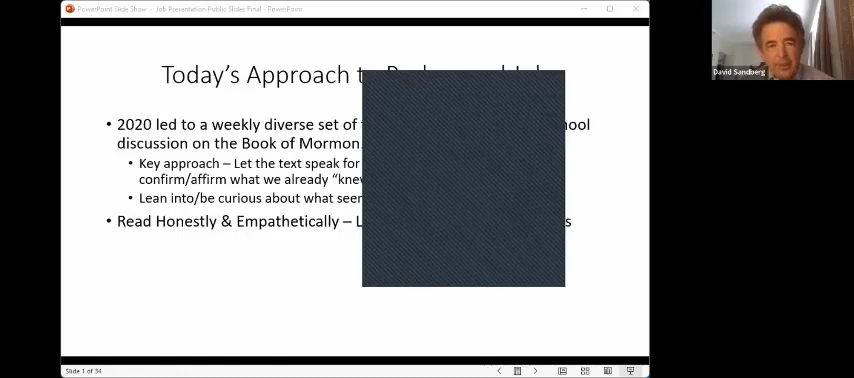 PowerPoint Slide Show - Job Presentation Public Slides Final - PowerPoint
David Sandberg
Today's Approach
• 2020 led to a weekly diverse set of hool
discussion on the Book of Mormon
• Key approach – Let the text speak for
confirm/affirm what we already "knew
• Lean into/be curious about what
• Read Honestly & Empathetically –
Slide 1 of 34